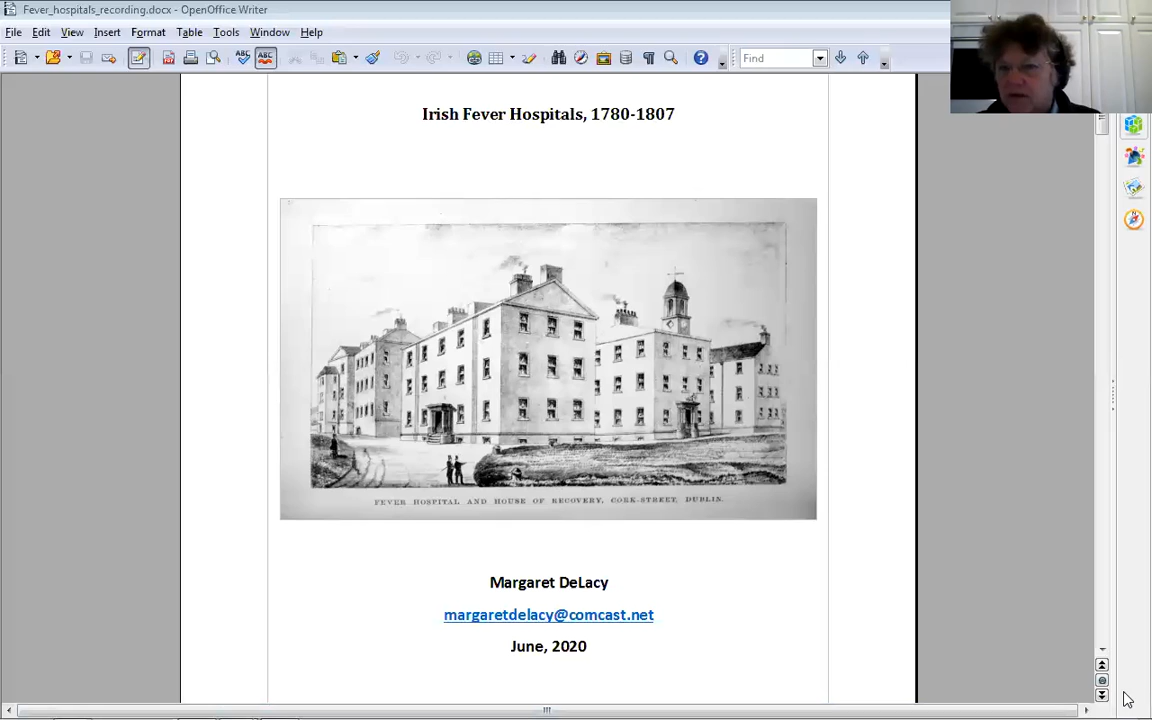 Fever_hospitals_recording.docx - OpenOffice Writer
File Edit View Insert Format Table Tools Window Help
Find
Irish Fever Hospitals, 1780-1807
FEVER HOSPITAL AND HOUSE OF RECOVERY, CORK-STREET, DUBLIN.
Margaret DeLacy
margaretdelacy@comcast.net
June, 2020